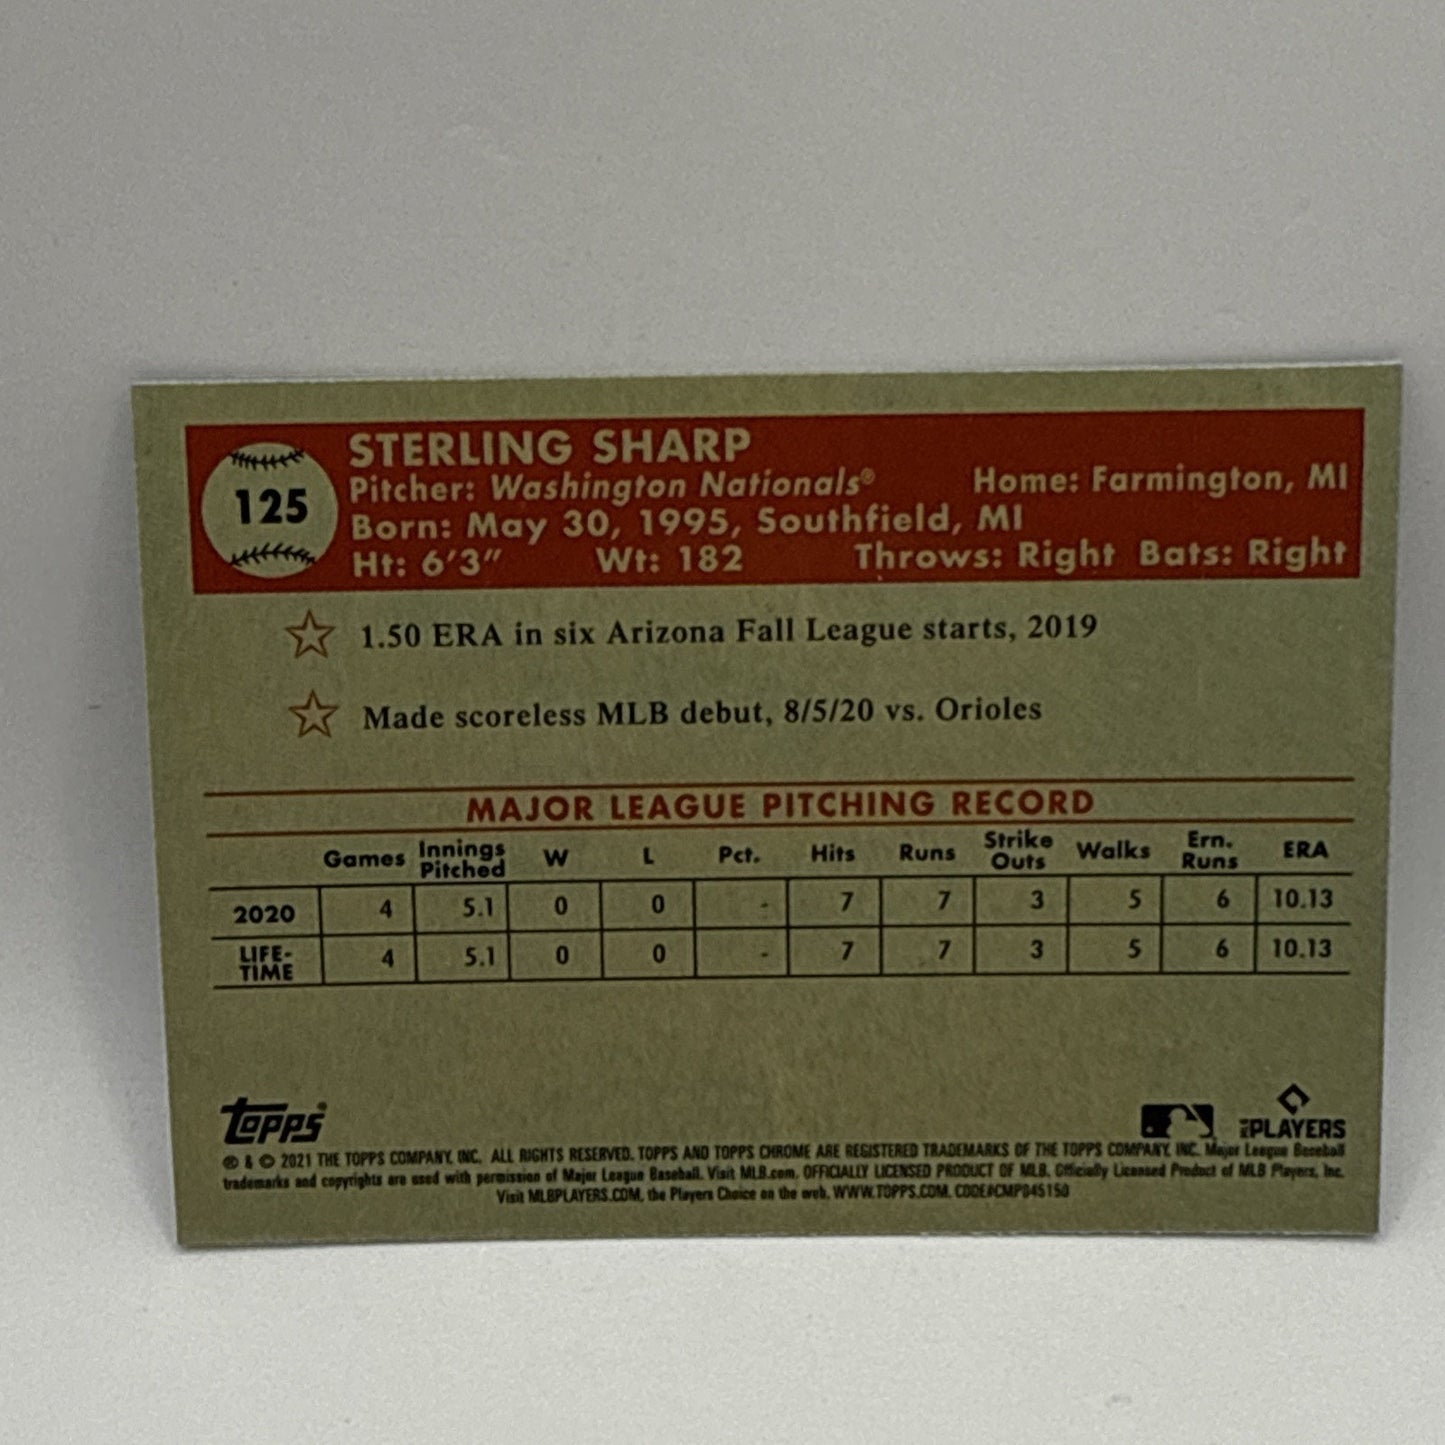 125
STERLING SHARP
Pitcher: Washington Nationals® Home: Farmington, MI
Born: May 30, 1995, Southfield, MI
Ht: 6'3" Wt: 182 Throws: Right Bats: Right
1.50 ERA in six Arizona Fall League starts, 2019
Made scoreless MLB debut, 8/5/20 vs. Orioles
MAJOR LEAGUE PITCHING RECORD
Games Innings Pitched W L Pct. Hits Runs Strike Outs Walks Ern. Runs ERA
2020 4 5.1 0 0 - 7 7 3 5 6 10.13
LIFE-TIME 4 5.1 0 0 - 7 7 3 5 6 10.13
topps® PLAYERS
® & © 2021 THE TOPPS COMPANY, INC. ALL RIGHTS RESERVED. TOPPS AND TOPPS CHROME ARE REGISTERED TRADEMARKS OF THE TOPPS COMPANY, INC. Major League Baseball
trademarks and copyrights are used with permission of Major League Baseball. Visit MLB.com. OFFICIALLY LICENSED PRODUCT OF MLB. Officially Licensed Product of MLB Players, Inc.
Visit MLBPLAYERS.COM, the Players Choice on the web. WWW.TOPPS.COM. CODE#CMP045150